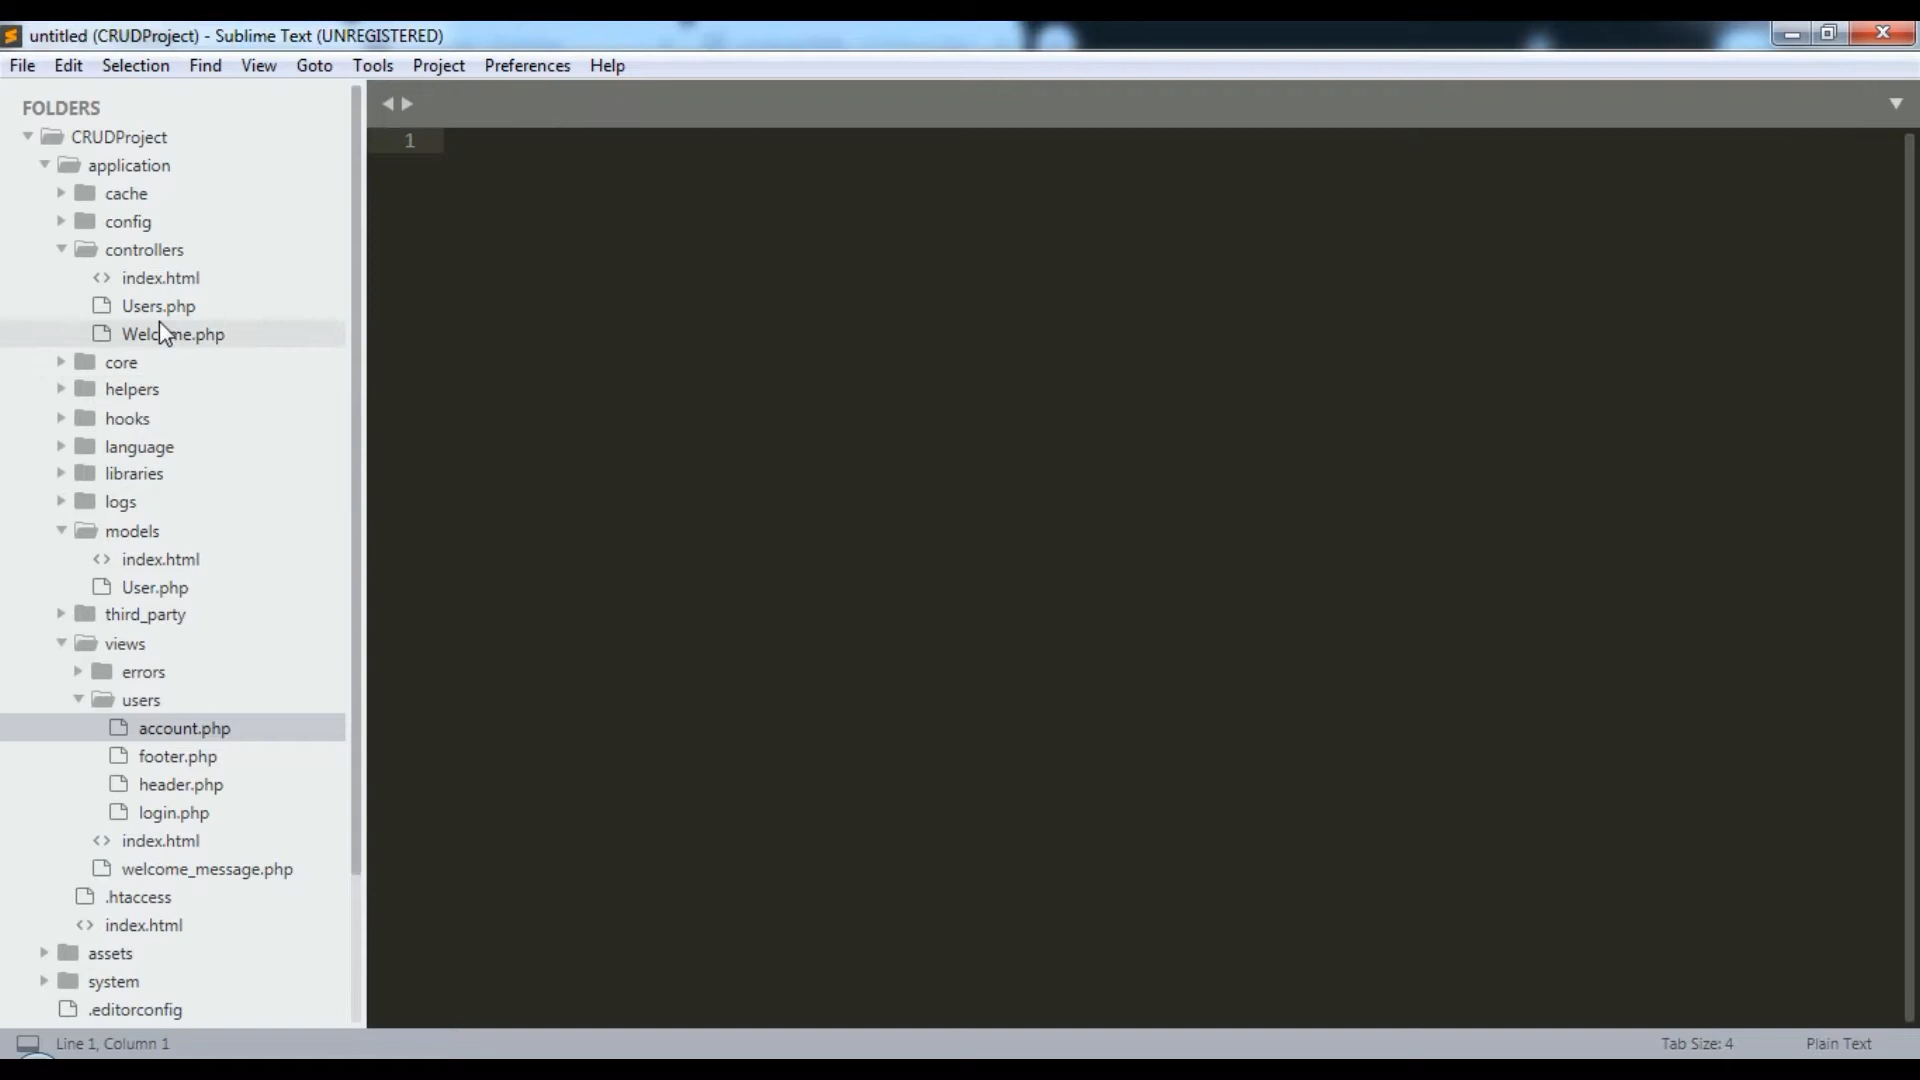 untitled (CRUDProject) - Sublime Text (UNREGISTERED)
File Edit Selection Find View Goto Tools Project Preferences Help
FOLDERS
CRUDProject
application
cache
config
controllers
index.html
Users.php
Welcome.php
core
helpers
hooks
language
libraries
logs
models
index.html
User.php
third_party
views
errors
users
account.php
footer.php
header.php
login.php
index.html
welcome_message.php
.htaccess
index.html
assets
system
.editorconfig
1
Line 1, Column 1
Tab Size: 4
Plain Text